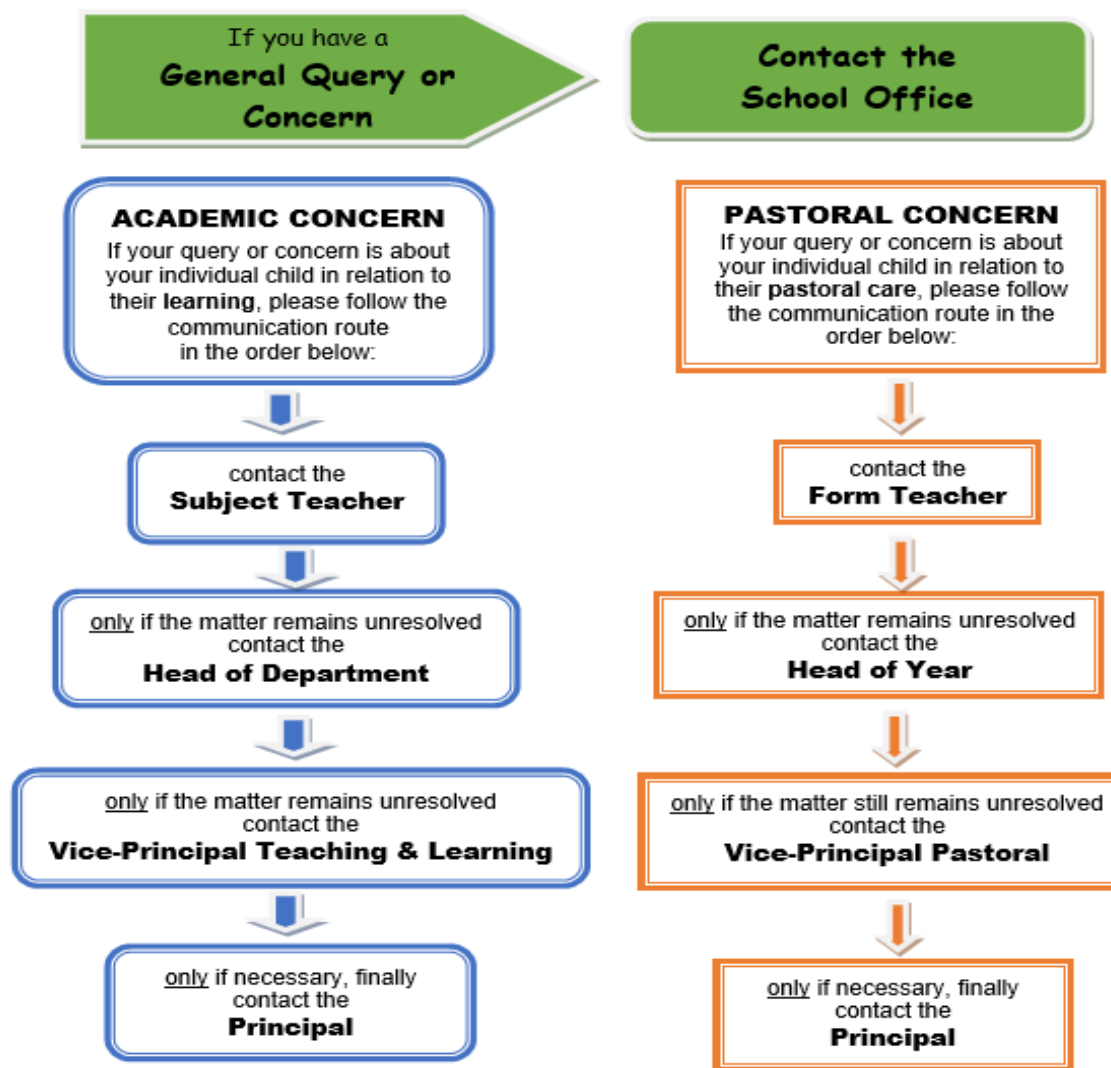 If you have a
General Query or
Concern
Contact the
School Office
ACADEMIC CONCERN
If your query or concern is about
your individual child in relation to
their learning, please follow the
communication route
in the order below:
contact the
Subject Teacher
only if the matter remains unresolved
contact the
Head of Department
only if the matter remains unresolved
contact the
Vice-Principal Teaching & Learning
only if necessary, finally
contact the
Principal
PASTORAL CONCERN
If your query or concern is about
your individual child in relation to
their pastoral care, please follow
the communication route in the
order below:
contact the
Form Teacher
only if the matter remains unresolved
contact the
Head of Year
only if the matter still remains unresolved
contact the
Vice-Principal Pastoral
only if necessary, finally
contact the
Principal